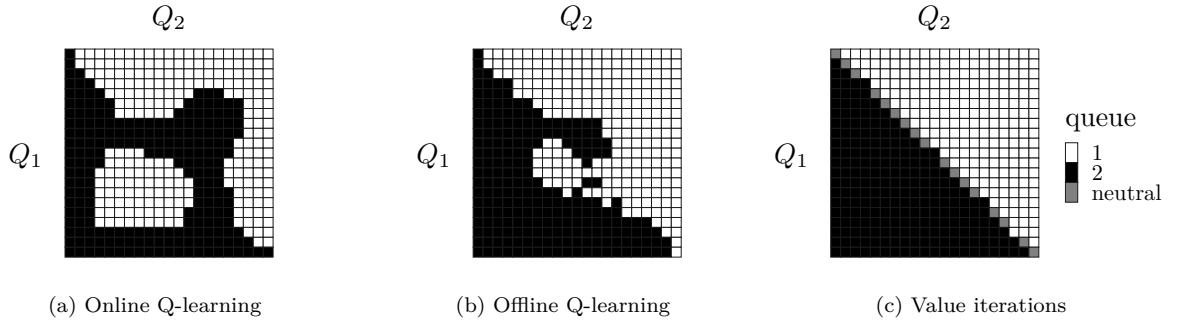 Q2
Q1
(a) Online Q-learning
Q2
Q1
(b) Offline Q-learning
Q2
Q1
(c) Value iterations
queue
1
2
neutral